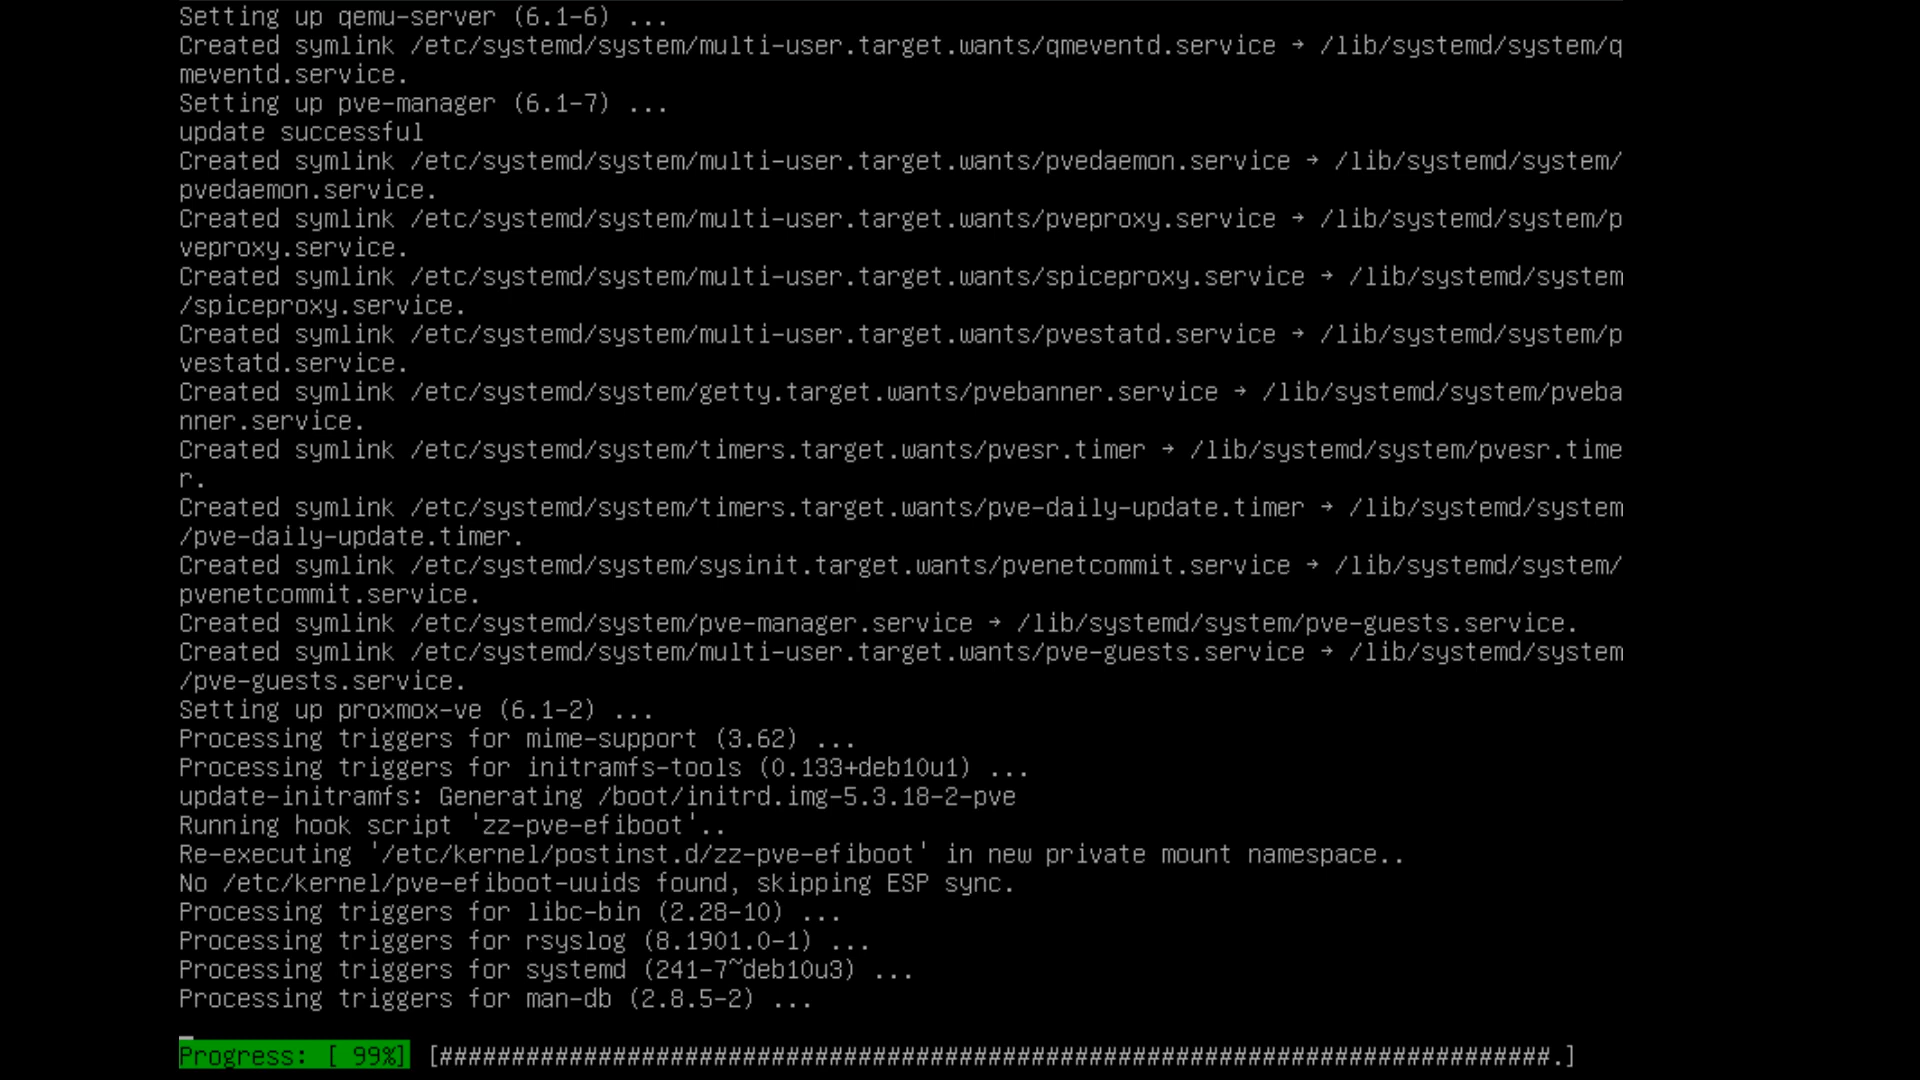 Setting up qemu-server (6.1-6) ...
Created symlink /etc/systemd/system/multi-user.target.wants/qmeventd.service → /lib/systemd/system/q
meventd.service.
Setting up pve-manager (6.1-7) ...
update successful
Created symlink /etc/systemd/system/multi-user.target.wants/pvedaemon.service → /lib/systemd/system/
pvedaemon.service.
Created symlink /etc/systemd/system/multi-user.target.wants/pveproxy.service → /lib/systemd/system/p
veproxy.service.
Created symlink /etc/systemd/system/multi-user.target.wants/spiceproxy.service → /lib/systemd/system
/spiceproxy.service.
Created symlink /etc/systemd/system/multi-user.target.wants/pvestatd.service → /lib/systemd/system/p
vestatd.service.
Created symlink /etc/systemd/system/getty.target.wants/pvebanner.service → /lib/systemd/system/pveba
nner.service.
Created symlink /etc/systemd/system/timers.target.wants/pvesr.timer → /lib/systemd/system/pvesr.time
r.
Created symlink /etc/systemd/system/timers.target.wants/pve-daily-update.timer → /lib/systemd/system
/pve-daily-update.timer.
Created symlink /etc/systemd/system/sysinit.target.wants/pvenetcommit.service → /lib/systemd/system/
pvenetcommit.service.
Created symlink /etc/systemd/system/pve-manager.service → /lib/systemd/system/pve-guests.service.
Created symlink /etc/systemd/system/multi-user.target.wants/pve-guests.service → /lib/systemd/system
/pve-guests.service.
Setting up proxmox-ve (6.1-2) ...
Processing triggers for mime-support (3.62) ...
Processing triggers for initramfs-tools (0.133+deb10u1) ...
update-initramfs: Generating /boot/initrd.img-5.3.18-2-pve
Running hook script 'zz-pve-efiboot'..
Re-executing '/etc/kernel/postinst.d/zz-pve-efiboot' in new private mount namespace..
No /etc/kernel/pve-efiboot-uuids found, skipping ESP sync.
Processing triggers for libc-bin (2.28-10) ...
Processing triggers for rsyslog (8.1901.0-1) ...
Processing triggers for systemd (241-7~deb10u3) ...
Processing triggers for man-db (2.8.5-2) ...
Progress: [ 99%] [#############################################################################.]